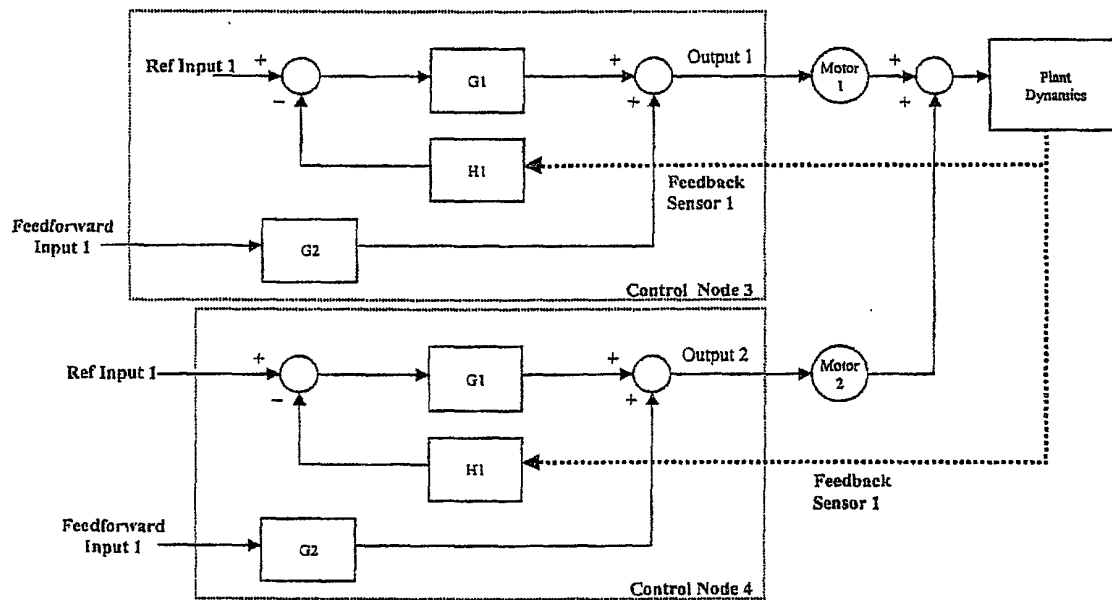 Ref Input 1
+
−
G1
+
+
Output 1
Motor
1
+
+
Plant
Dynamics
H1
Feedback
Sensor 1
Feedforward
Input 1
G2
Control Node 3
Ref Input 1
+
−
G1
+
+
Output 2
Motor
2
H1
Feedback
Sensor 1
Feedforward
Input 1
G2
Control Node 4